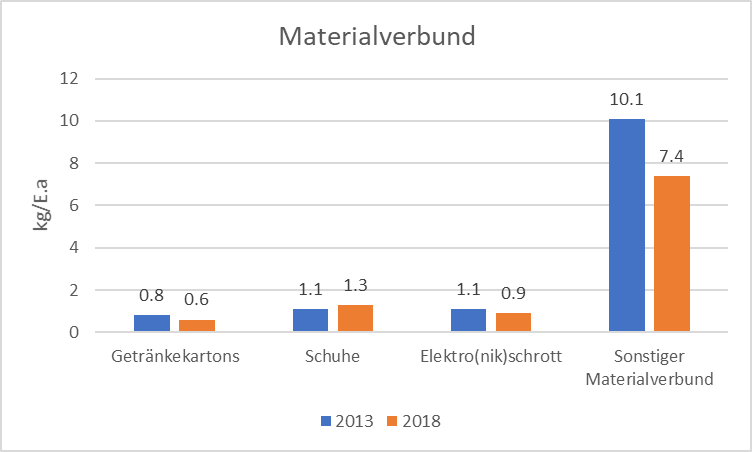 Materialverbund
kg/E.a
12
10
8
6
4
2
0
0.8
0.6
1.1
1.3
1.1
0.9
10.1
7.4
Getränkekartons
Schuhe
Elektro(nik)schrott
Sonstiger
Materialverbund
2013
2018